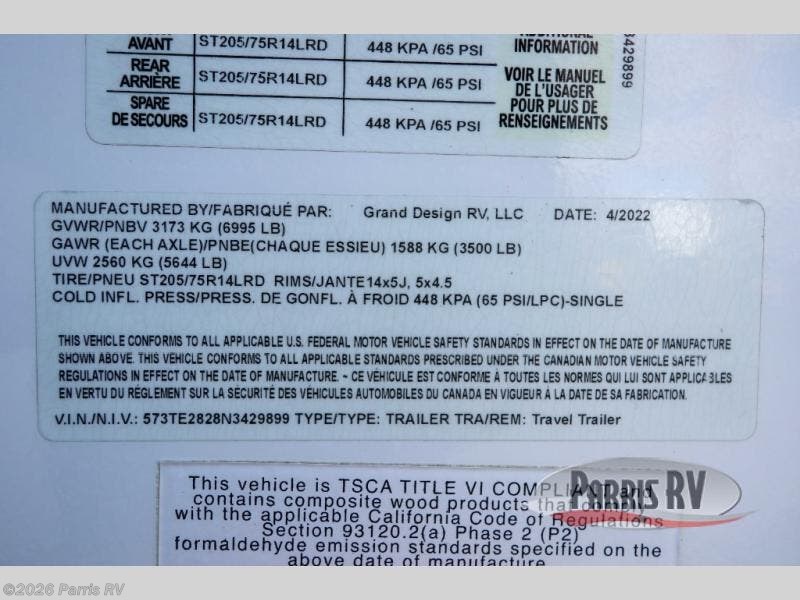 AVANT ST205/75R14LRD 448 KPA /65 PSI
REAR
ARRIÈRE ST205/75R14LRD 448 KPA /65 PSI
SPARE
DE SECOURS ST205/75R14LRD 448 KPA /65 PSI
ADDITIONAL
INFORMATION
VOIR LE MANUEL
DE L'USAGER
POUR PLUS DE
RENSEIGNEMENTS
3429899
MANUFACTURED BY/FABRIQUÉ PAR: Grand Design RV, LLC DATE: 4/2022
GVWR/PNBV 3173 KG (6995 LB)
GAWR (EACH AXLE)/PNBE(CHAQUE ESSIEU) 1588 KG (3500 LB)
UVW 2560 KG (5644 LB)
TIRE/PNEU ST205/75R14LRD RIMS/JANTE14x5J, 5x4.5
COLD INFL. PRESS/PRESS. DE GONFL. À FROID 448 KPA (65 PSI/LPC)-SINGLE
THIS VEHICLE CONFORMS TO ALL APPLICABLE U.S. FEDERAL MOTOR VEHICLE SAFETY STANDARDS IN EFFECT ON THE DATE OF MANUFACTURE
SHOWN ABOVE. THIS VEHICLE CONFORMS TO ALL APPLICABLE STANDARDS PRESCRIBED UNDER THE CANADIAN MOTOR VEHICLE SAFETY
REGULATIONS IN EFFECT ON THE DATE OF MANUFACTURE. - CE VÉHICULE EST CONFORME À TOUTES LES NORMES QUI LUI SONT APPLICABLES
EN VERTU DU RÈGLEMENT SUR LA SÉCURITÉ DES VÉHICULES AUTOMOBILES DU CANADA EN VIGUEUR À LA DATE DE SA FABRICATION.
V.I.N./N.I.V.: 573TE2828N3429899 TYPE/TYPE: TRAILER TRA/REM: Travel Trailer
This vehicle is TSCA TITLE VI COMPLIANT and
contains composite wood products that comply
with the applicable California Code of Regulations
Section 93120.2(a) Phase 2 (P2)
formaldehyde emission standards specified on the
above date of manufacture.
PARRIS RV
©2026 Parris RV